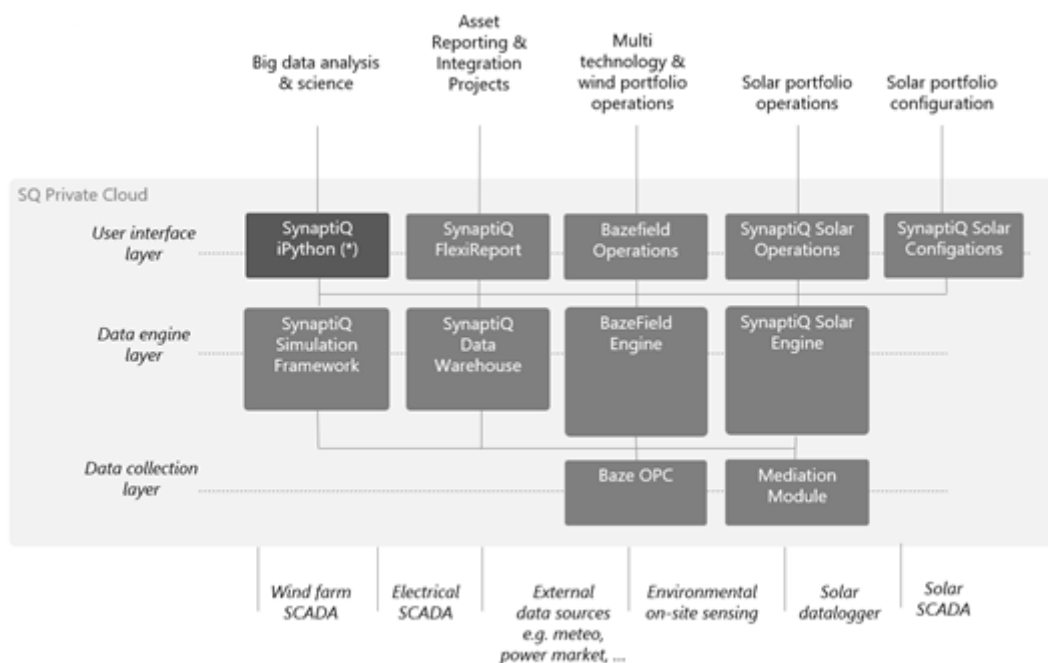 Big data analysis
& science
Asset
Reporting &
Integration
Projects
Multi
technology &
wind portfolio
operations
Solar portfolio
operations
Solar portfolio
configuration
SQ Private Cloud
User interface
layer
SynaptiQ
iPython (*)
SynaptiQ
FlexiReport
Bazefield
Operations
SynaptiQ Solar
Operations
SynaptiQ Solar
Configations
Data engine
layer
SynaptiQ
Simulation
Framework
SynaptiQ
Data
Warehouse
BazeField
Engine
SynaptiQ Solar
Engine
Data collection
layer
Baze OPC
Mediation
Module
Wind farm
SCADA
Electrical
SCADA
External
data sources
e.g. meteo,
power market, ...
Environmental
on-site sensing
Solar
datalogger
Solar
SCADA